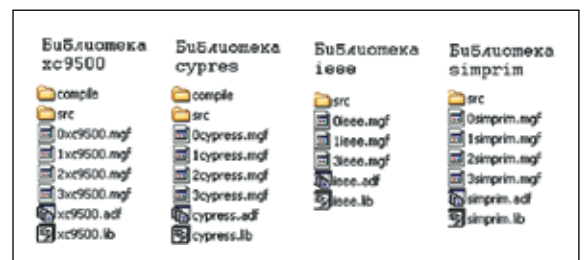 Библиотека
xc9500
compile
src
0xc9500.mgf
1xc9500.mgf
2xc9500.mgf
3xc9500.mgf
xc9500.adf
xc9500.lib
Библиотека
cypres
compile
src
0cypress.mgf
1cypress.mgf
2cypress.mgf
3cypress.mgf
cypress.adf
cypress.lib
Библиотека
ieee
src
0ieee.mgf
1ieee.mgf
3ieee.mgf
ieee.adf
ieee.lib
Библиотека
simprim
src
0simprim.mgf
1simprim.mgf
2simprim.mgf
3simprim.mgf
simprim.adf
simprim.lib